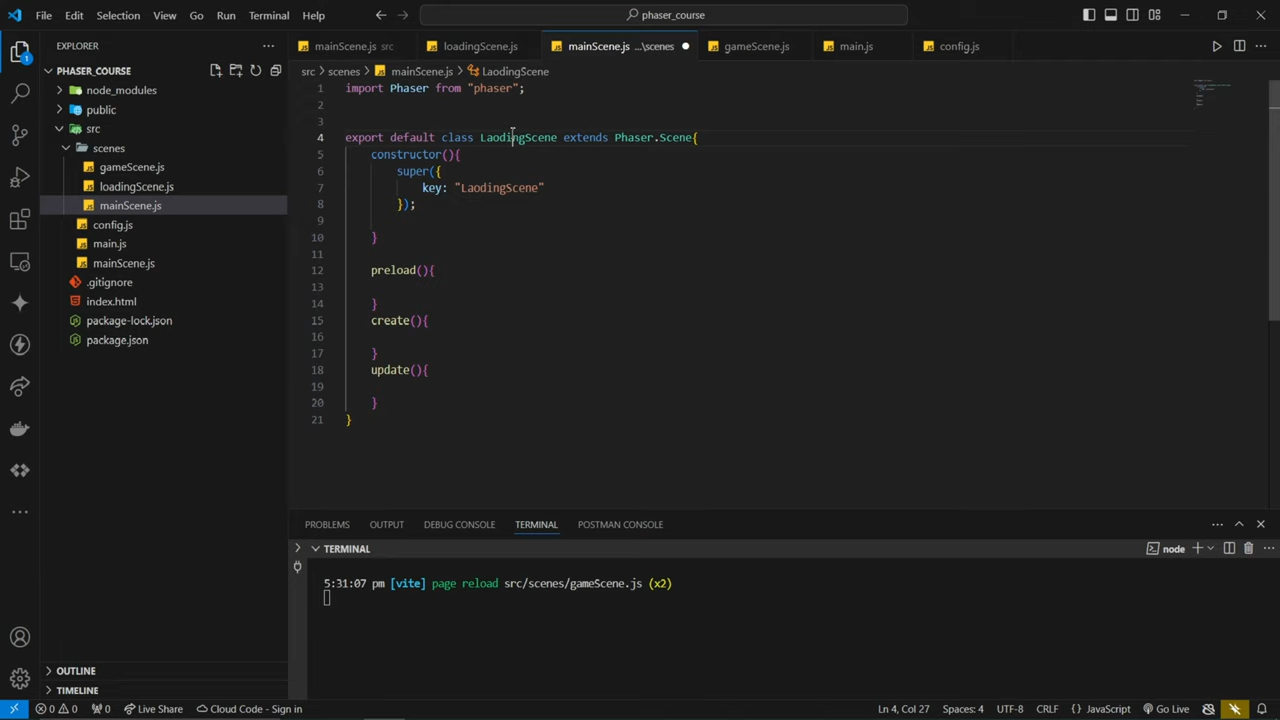 File Edit Selection View Go Run Terminal Help
phaser_course
EXPLORER
PHASER_COURSE
node_modules
public
src
scenes
gameScene.js
loadingScene.js
mainScene.js
config.js
main.js
mainScene.js
.gitignore
index.html
package-lock.json
package.json
OUTLINE
TIMELINE
mainScene.js src
loadingScene.js
mainScene.js ...\scenes
gameScene.js
main.js
config.js
src > scenes > mainScene.js > LaodingScene
1 import Phaser from "phaser";
2
3
4 export default class LaodingScene extends Phaser.Scene{
5 constructor(){
6 super({
7 key: "LaodingScene"
8 });
9
10 }
11
12 preload(){
13
14 }
15 create(){
16
17 }
18 update(){
19
20 }
21 }
PROBLEMS OUTPUT DEBUG CONSOLE TERMINAL POSTMAN CONSOLE
TERMINAL
node
5:31:07 pm [vite] page reload src/scenes/gameScene.js (x2)
0 0 0 Live Share Cloud Code - Sign in Ln 4, Col 27 Spaces: 4 UTF-8 CRLF {} JavaScript Go Live